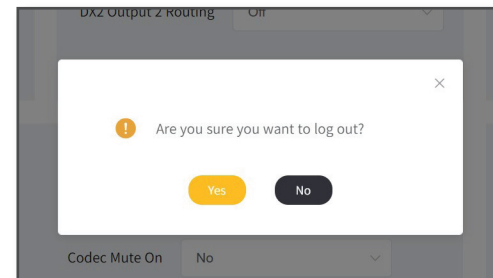 DX2 Output 2 Routing Off
Are you sure you want to log out?
Yes No
Codec Mute On No